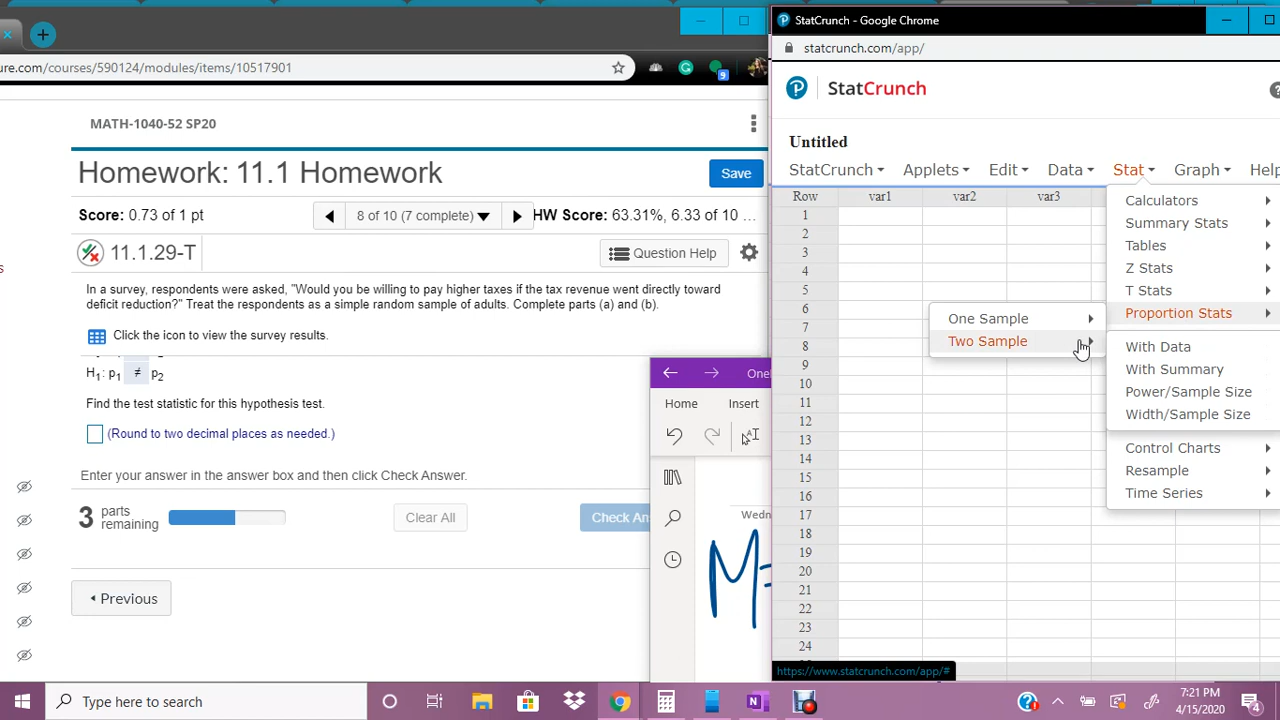 StatCrunch - Google Chrome
ure.com/courses/590124/modules/items/10517901
statcrunch.com/app/
9
StatCrunch
MATH-1040-52 SP20
Homework: 11.1 Homework
Save
Untitled
StatCrunch Applets Edit Data Stat Graph Help
Score: 0.73 of 1 pt
8 of 10 (7 complete)
HW Score: 63.31%, 6.33 of 10 ...
11.1.29-T
Question Help
In a survey, respondents were asked, "Would you be willing to pay higher taxes if the tax revenue went directly toward
deficit reduction?" Treat the respondents as a simple random sample of adults. Complete parts (a) and (b).
Click the icon to view the survey results.
H1: p1 ≠ p2
Find the test statistic for this hypothesis test.
(Round to two decimal places as needed.)
Enter your answer in the answer box and then click Check Answer.
3 parts
remaining
Clear All
Check An
Previous
OneN
Home Insert
Wedn
M=
Row var1 var2 var3
1
2
3
4
5
6
7
8
9
10
11
12
13
14
15
16
17
18
19
20
21
22
23
24
Calculators
Summary Stats
Tables
Z Stats
T Stats
Proportion Stats
One Sample
Two Sample
With Data
With Summary
Power/Sample Size
Width/Sample Size
Control Charts
Resample
Time Series
https://www.statcrunch.com/app/#
Type here to search
7:21 PM
4/15/2020
4